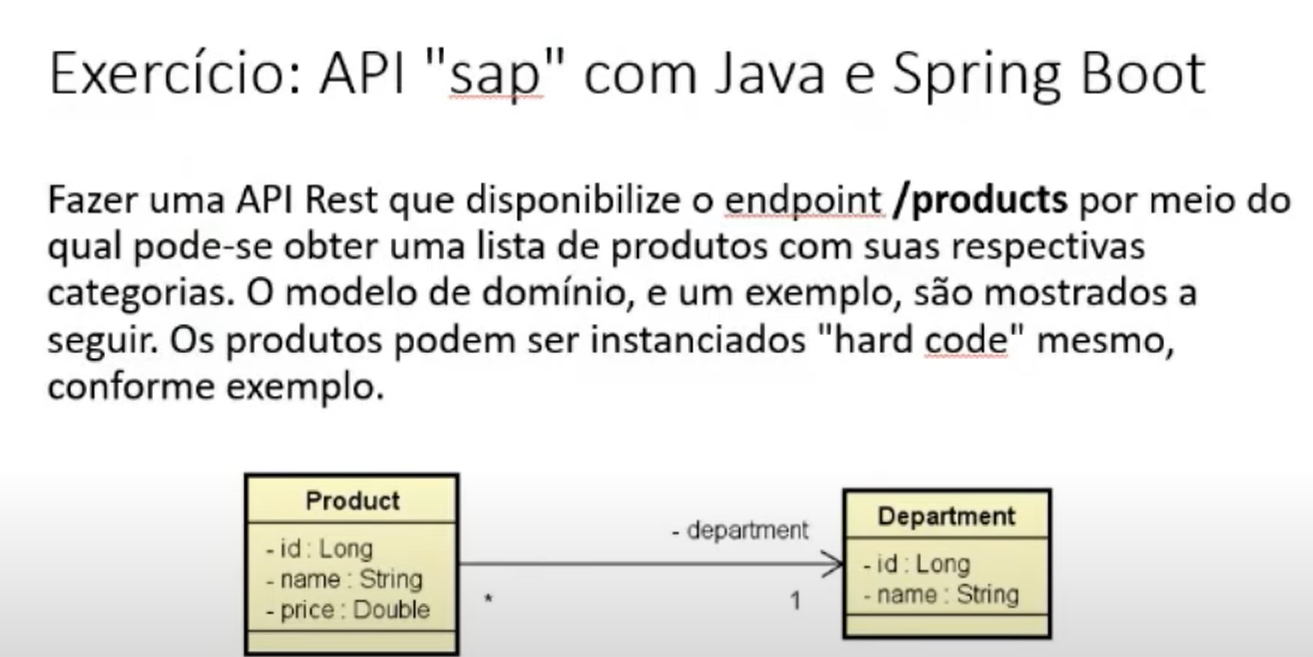 Exercício: API "sap" com Java e Spring Boot
Fazer uma API Rest que disponibilize o endpoint /products por meio do
qual pode-se obter uma lista de produtos com suas respectivas
categorias. O modelo de domínio, e um exemplo, são mostrados a
seguir. Os produtos podem ser instanciados "hard code" mesmo,
conforme exemplo.
Product
- id : Long
- name : String
- price : Double
- department
*
1
Department
- id : Long
- name : String